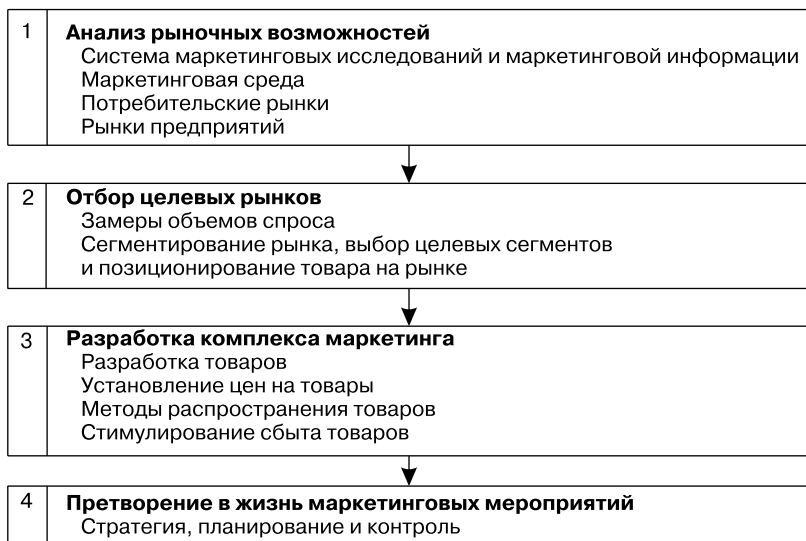 1 Анализ рыночных возможностей
Система маркетинговых исследований и маркетинговой информации
Маркетинговая среда
Потребительские рынки
Рынки предприятий
2 Отбор целевых рынков
Замеры объемов спроса
Сегментирование рынка, выбор целевых сегментов
и позиционирование товара на рынке
3 Разработка комплекса маркетинга
Разработка товаров
Установление цен на товары
Методы распространения товаров
Стимулирование сбыта товаров
4 Претворение в жизнь маркетинговых мероприятий
Стратегия, планирование и контроль